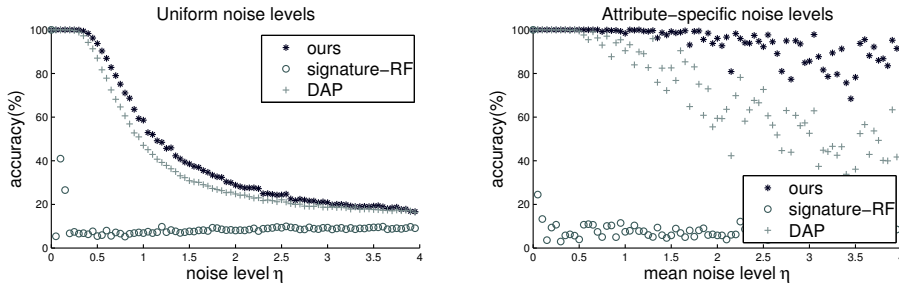 Uniform noise levels
100
80
60
40
20
0
accuracy(%)
ours
signature-RF
DAP
0 0.5 1 1.5 2 2.5 3 3.5 4
noise level η
Attribute-specific noise levels
100
80
60
40
20
0
accuracy(%)
ours
signature-RF
DAP
0 0.5 1 1.5 2 2.5 3 3.5 4
mean noise level η